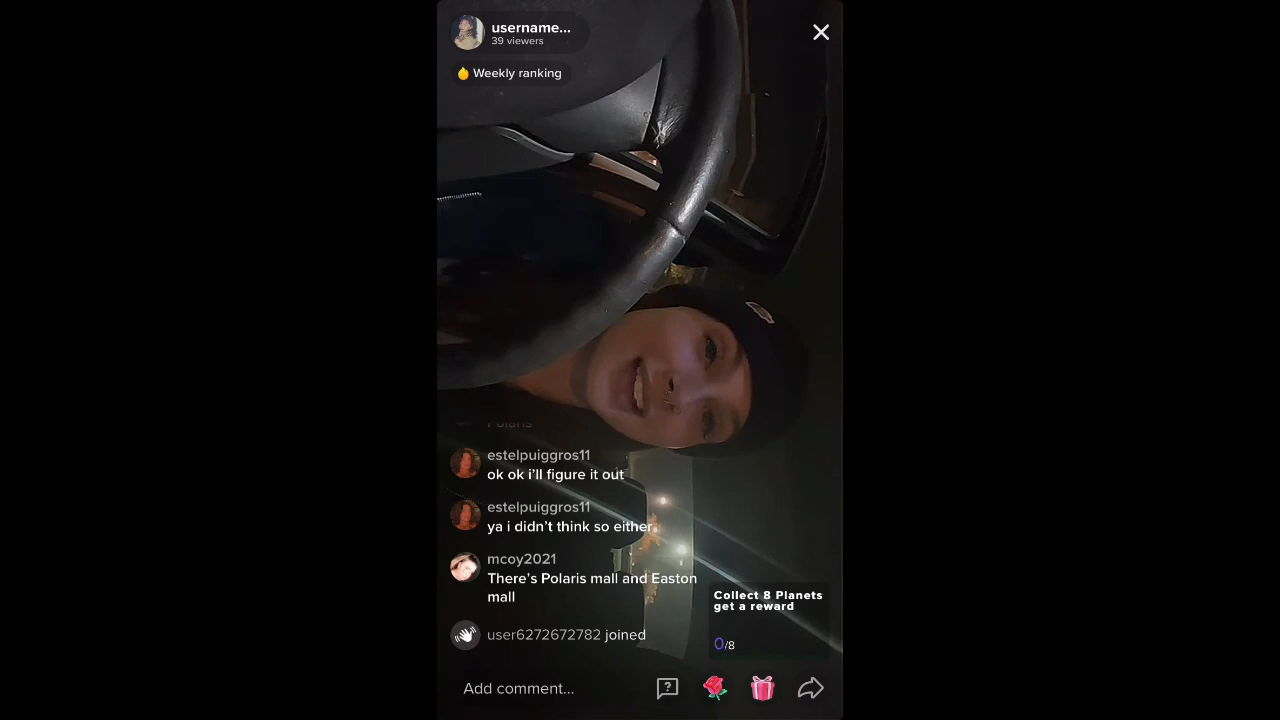 username...
39 viewers
Weekly ranking
Polaris
estelpuiggros11
ok ok i’ll figure it out
estelpuiggros11
ya i didn’t think so either
mcoy2021
There’s Polaris mall and Easton
mall
user6272672782 joined
Collect 8 Planets
get a reward
0/8
Add comment...